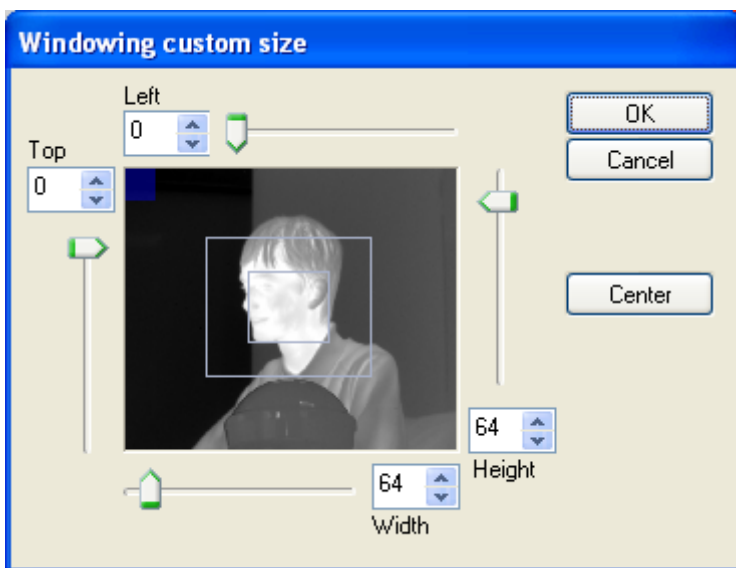 Windowing custom size
Left
0
OK
Top
Cancel
0
Center
64
Height
64
Width